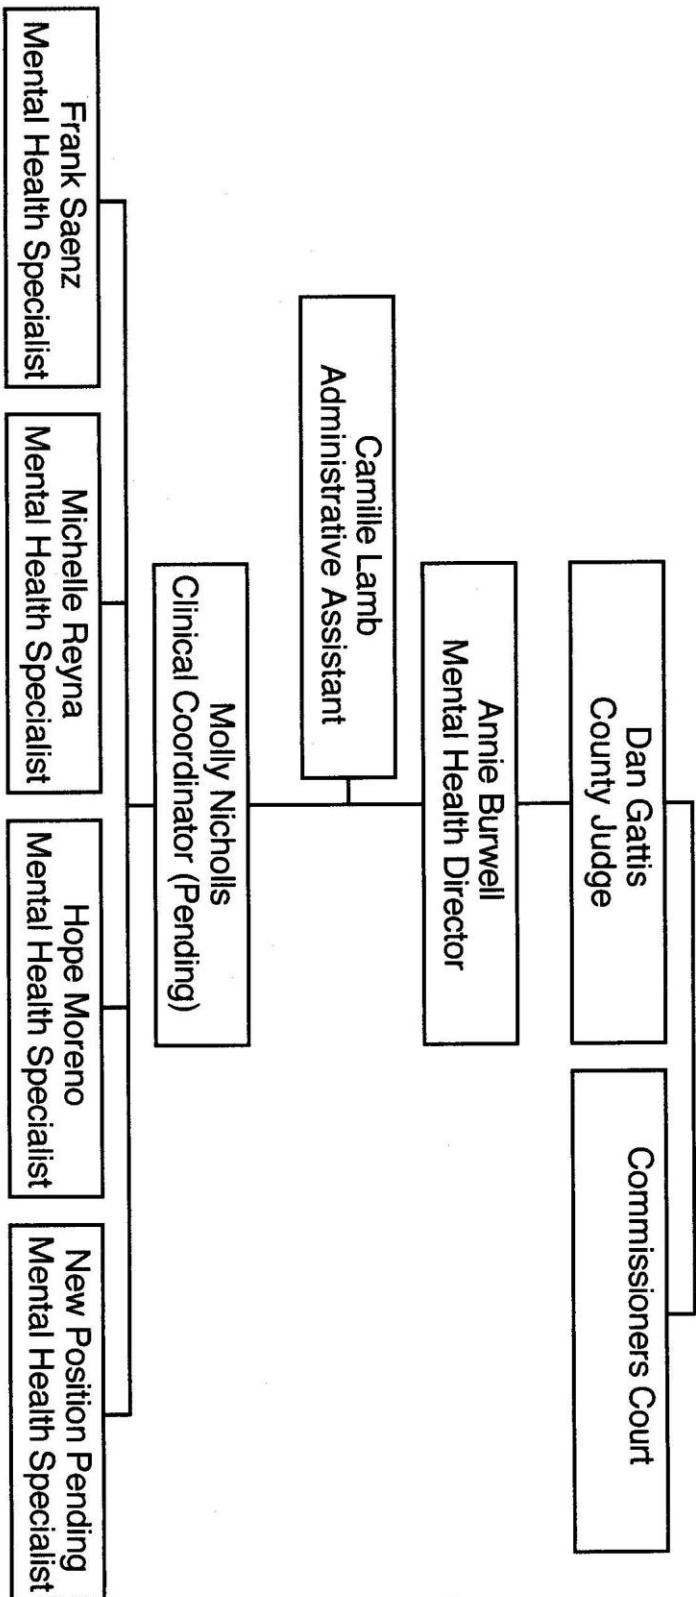 Dan Gattis
County Judge
Commissioners Court
Annie Burwell
Mental Health Director
Camille Lamb
Administrative Assistant
Molly Nicholls
Clinical Coordinator (Pending)
Frank Saenz
Mental Health Specialist
Michelle Reyna
Mental Health Specialist
Hope Moreno
Mental Health Specialist
New Position Pending
Mental Health Specialist